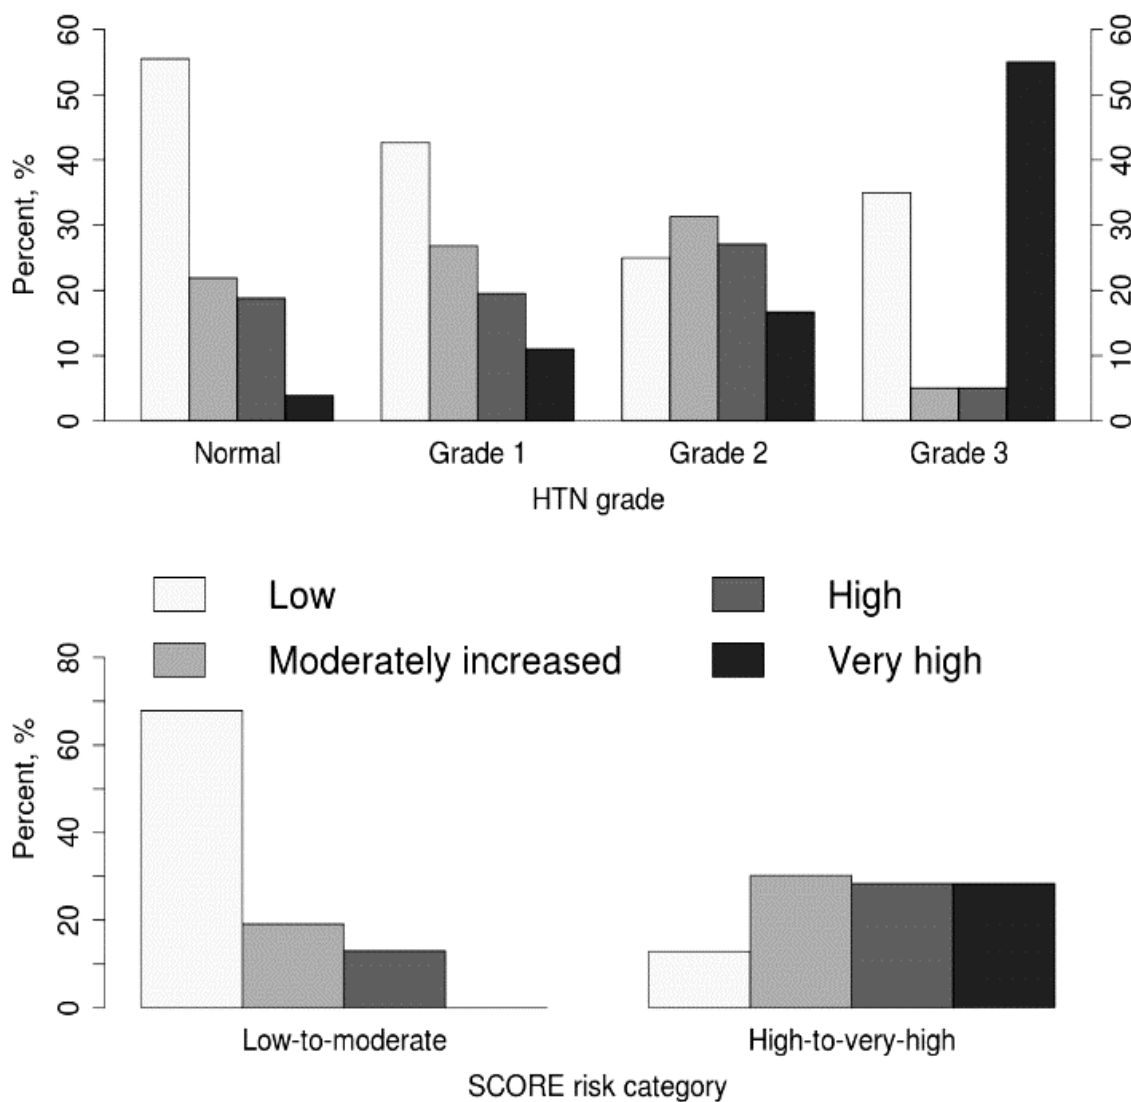 60
50
40
30
20
10
0
Percent, %
60
50
40
30
20
10
0
Normal Grade 1 Grade 2 Grade 3
HTN grade
Low High
Moderately increased Very high
80
60
40
20
0
Percent, %
Low-to-moderate High-to-very-high
SCORE risk category